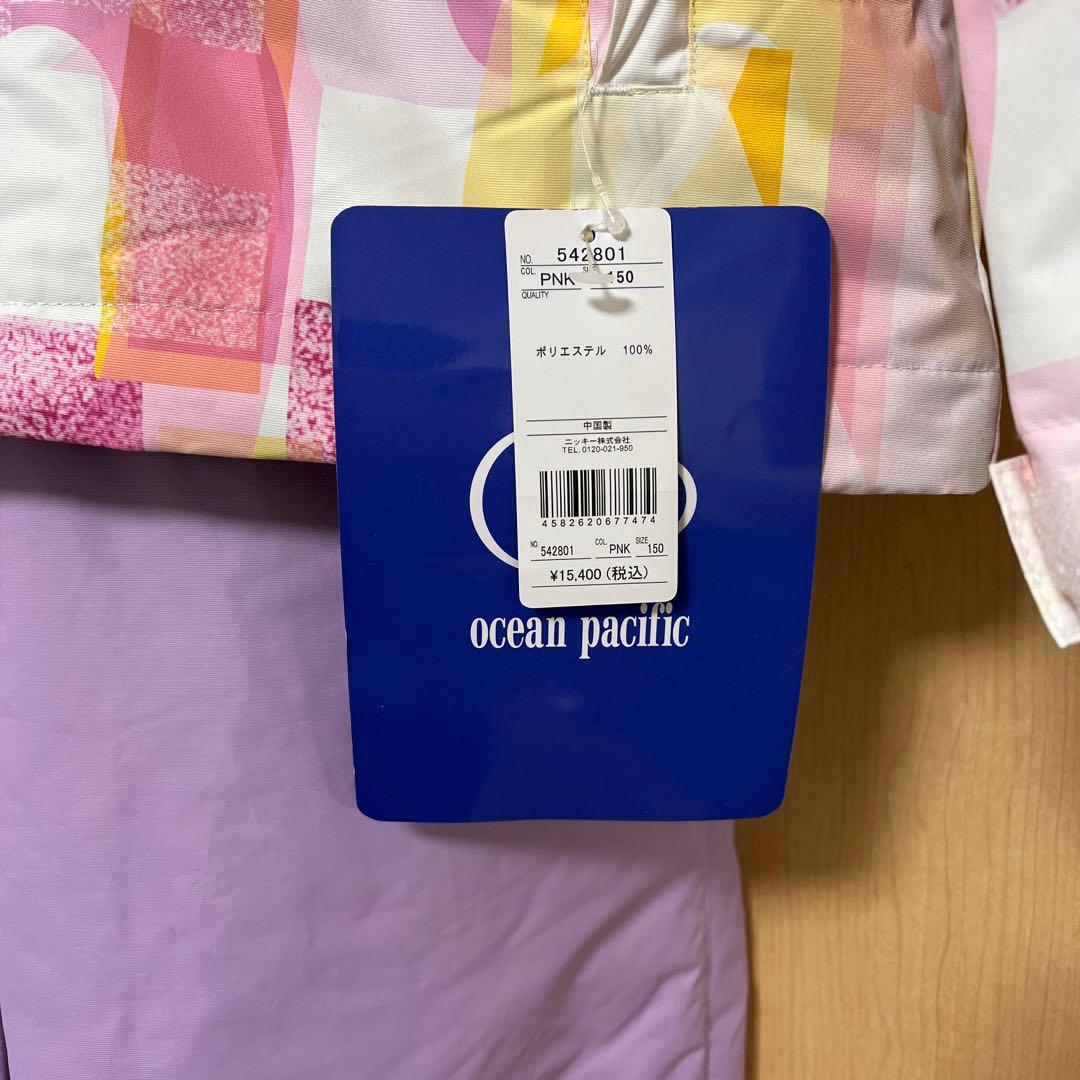 NO. 542801
COL. SIZE
PNK 150
QUALITY
ポリエステル 100%
中国製
ニッキー株式会社
TEL. 0120-021-950
4582620677474
NO. 542801 COL. PNK SIZE 150
¥15,400(税込)
ocean pacific